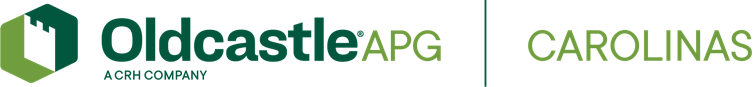 Oldcastle® APG | CAROLINAS
A CRH COMPANY